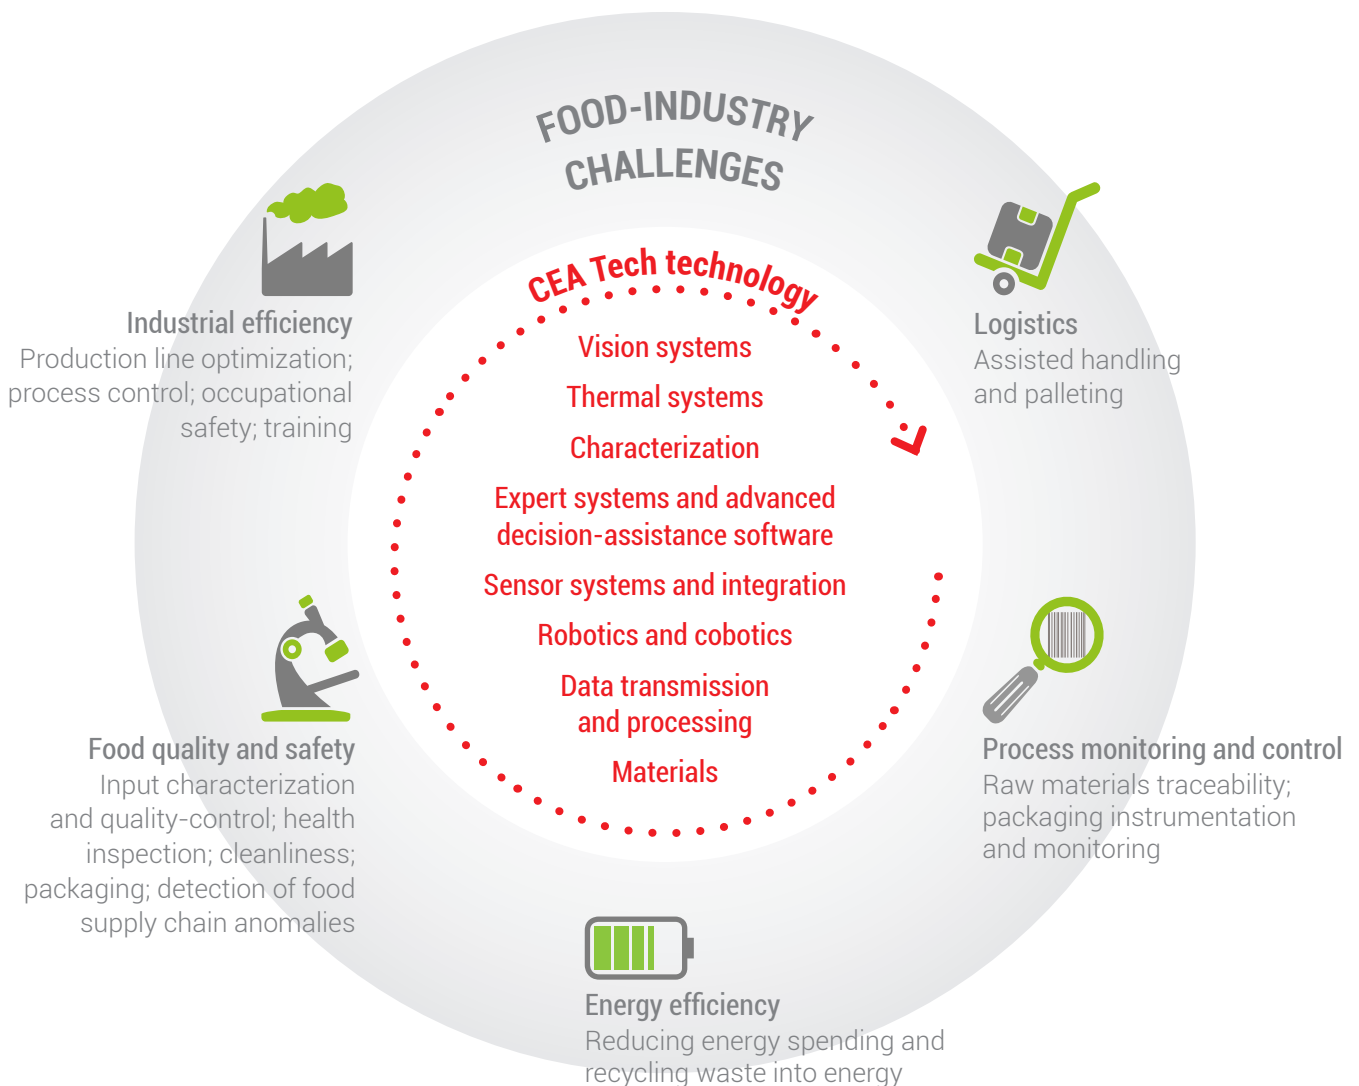 FOOD-INDUSTRY
CHALLENGES
CEA Tech technology
Vision systems
Thermal systems
Characterization
Expert systems and advanced
decision-assistance software
Sensor systems and integration
Robotics and cobotics
Data transmission
and processing
Materials
Industrial efficiency
Production line optimization;
process control; occupational
safety; training
Logistics
Assisted handling
and palleting
Food quality and safety
Input characterization
and quality-control; health
inspection; cleanliness;
packaging; detection of food
supply chain anomalies
Process monitoring and control
Raw materials traceability;
packaging instrumentation
and monitoring
Energy efficiency
Reducing energy spending and
recycling waste into energy